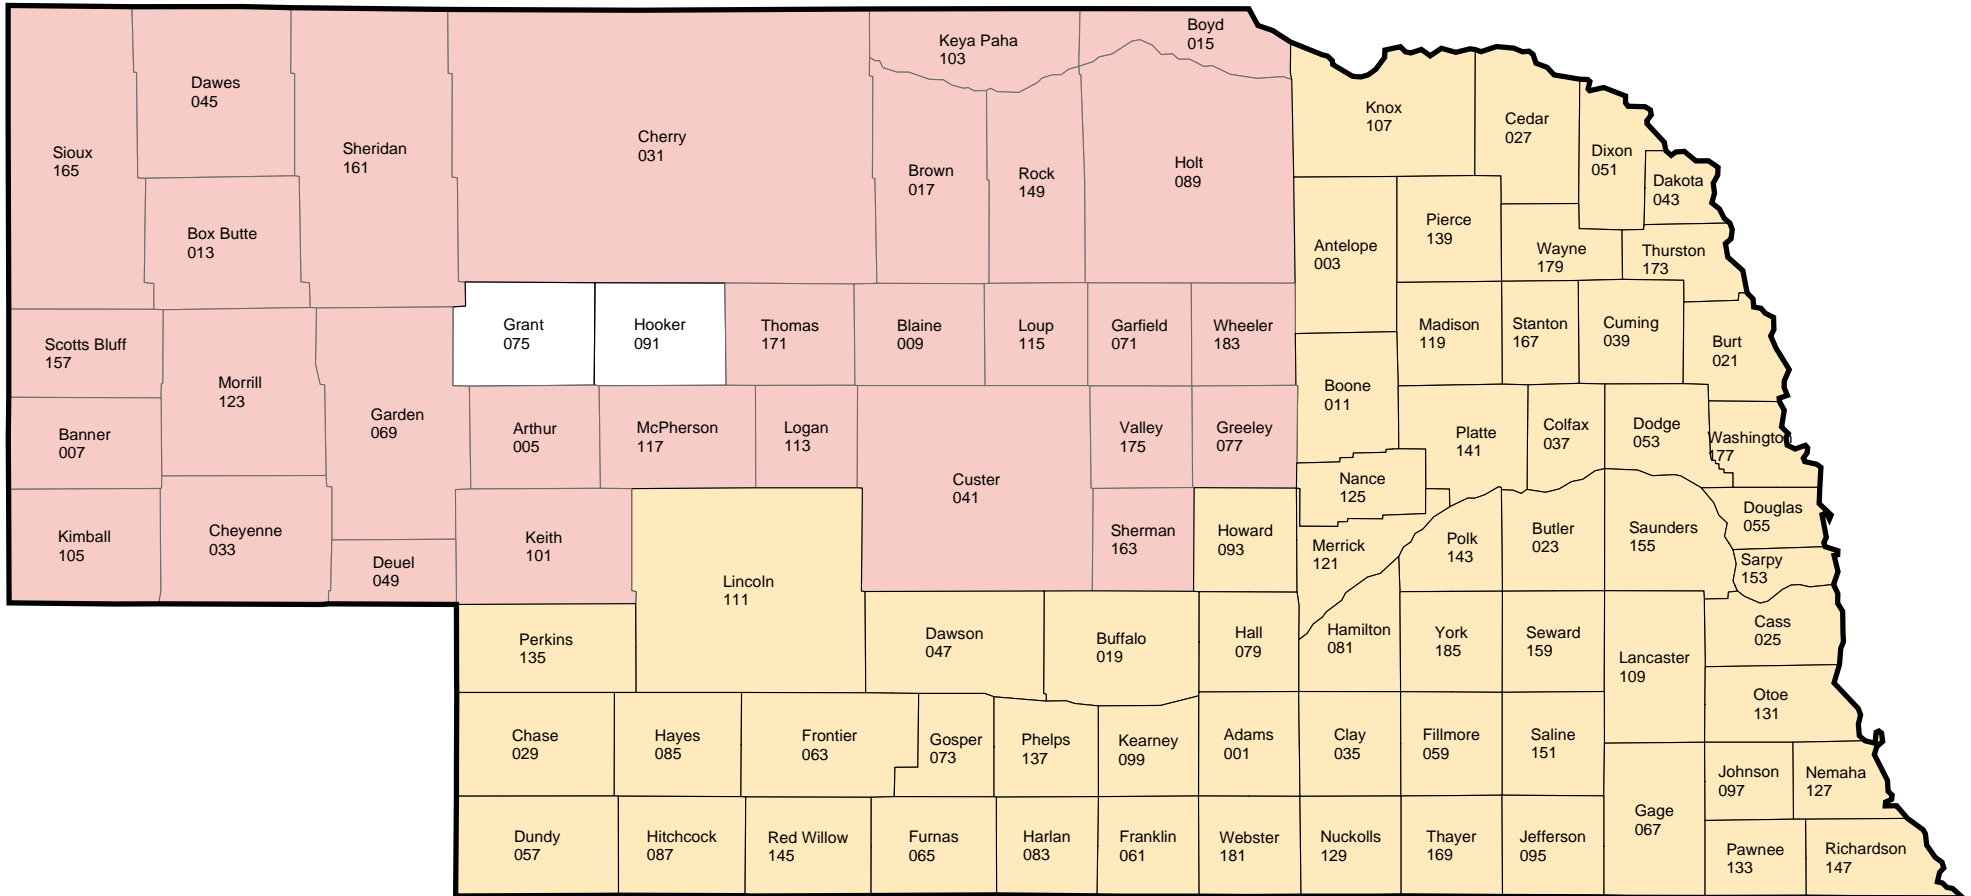 Boyd
015
Keya Paha
103
Dawes
045
Knox
107
Cedar
027
Cherry
031
Sheridan
161
Sioux
165
Holt
089
Brown
017
Rock
149
Dixon
051
Dakota
043
Pierce
139
Box Butte
013
Antelope
003
Wayne
179
Thurston
173
Grant
075
Hooker
091
Thomas
171
Blaine
009
Loup
115
Garfield
071
Wheeler
183
Madison
119
Stanton
167
Cuming
039
Scotts Bluff
157
Burt
021
Morrill
123
Boone
011
Garden
069
Arthur
005
McPherson
117
Logan
113
Valley
175
Greeley
077
Platte
141
Colfax
037
Dodge
053
Banner
007
Washington
177
Custer
041
Nance
125
Douglas
055
Kimball
105
Cheyenne
033
Keith
101
Sherman
163
Howard
093
Merrick
121
Polk
143
Butler
023
Saunders
155
Deuel
049
Sarpy
153
Lincoln
111
Perkins
135
Dawson
047
Buffalo
019
Hall
079
Hamilton
081
York
185
Seward
159
Cass
025
Lancaster
109
Otoe
131
Chase
029
Hayes
085
Frontier
063
Gosper
073
Phelps
137
Kearney
099
Adams
001
Clay
035
Fillmore
059
Saline
151
Johnson
097
Nemaha
127
Gage
067
Dundy
057
Hitchcock
087
Red Willow
145
Furnas
065
Harlan
083
Franklin
061
Webster
181
Nuckolls
129
Thayer
169
Jefferson
095
Pawnee
133
Richardson
147